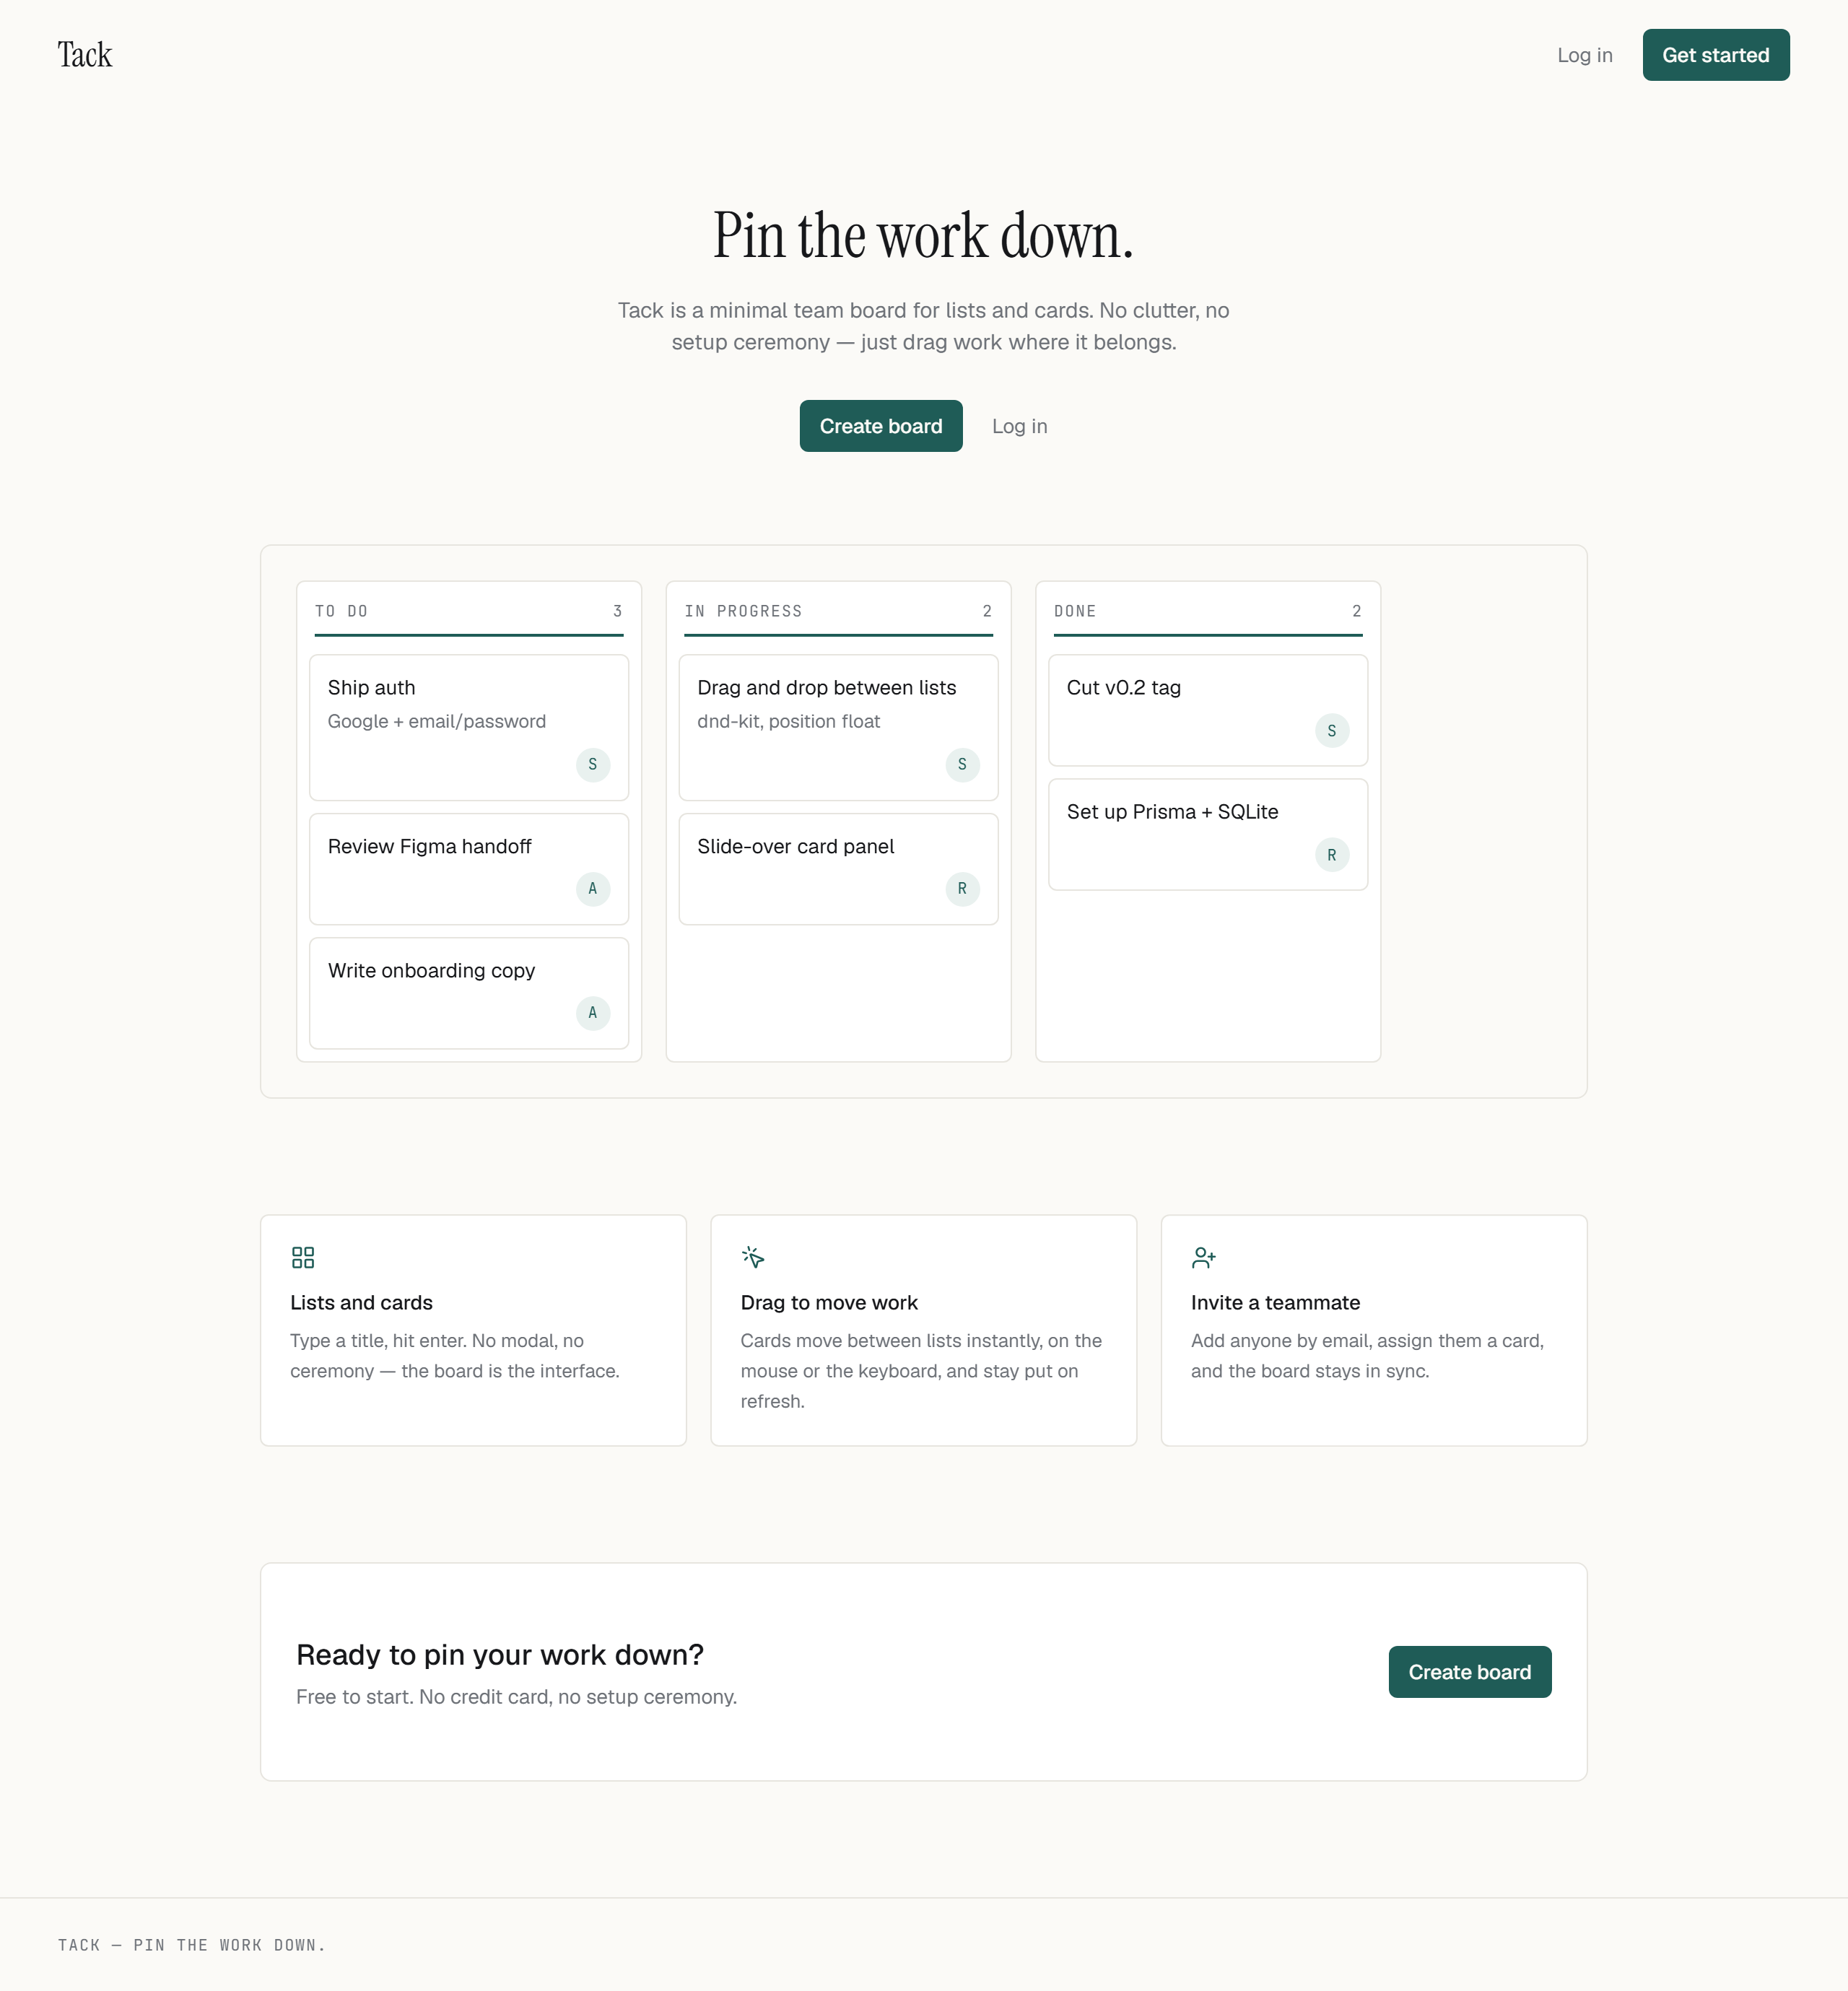 Tack
Log in
Get started
Pin the work down.
Tack is a minimal team board for lists and cards. No clutter, no
setup ceremony — just drag work where it belongs.
Create board
Log in
TO DO 3
Ship auth
Google + email/password
S
Review Figma handoff
A
Write onboarding copy
A
IN PROGRESS 2
Drag and drop between lists
dnd-kit, position float
S
Slide-over card panel
R
DONE 2
Cut v0.2 tag
S
Set up Prisma + SQLite
R
Lists and cards
Type a title, hit enter. No modal, no
ceremony — the board is the interface.
Drag to move work
Cards move between lists instantly, on the
mouse or the keyboard, and stay put on
refresh.
Invite a teammate
Add anyone by email, assign them a card,
and the board stays in sync.
Ready to pin your work down?
Free to start. No credit card, no setup ceremony.
Create board
TACK — PIN THE WORK DOWN.